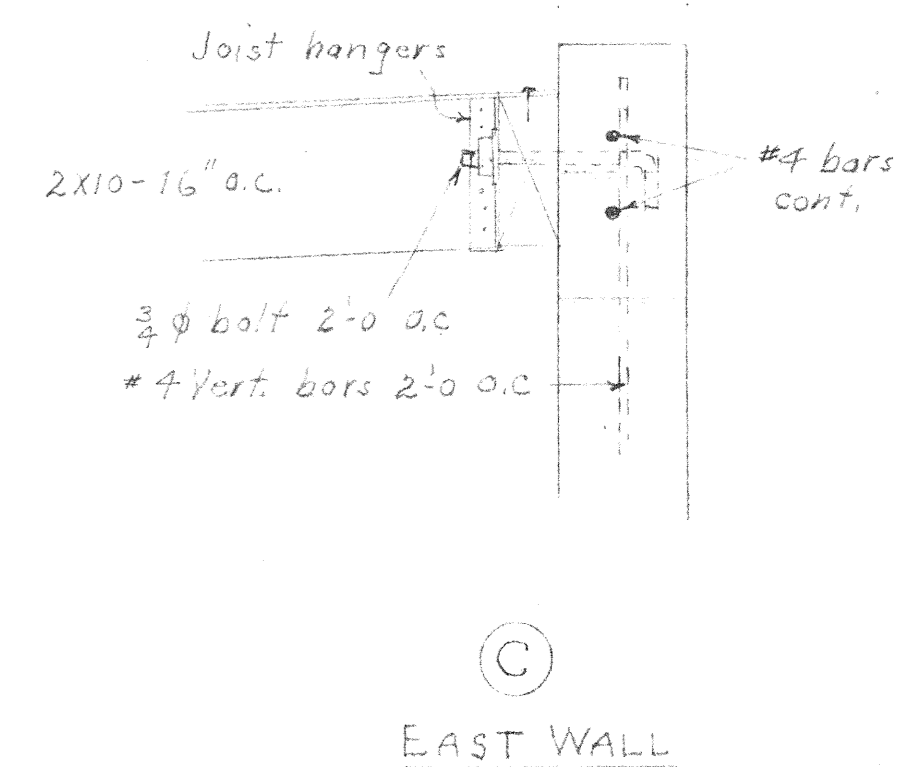 Joist hangers
#4 bars
cont.
2X10-16" O.C.
3/4 φ bolt 2'-0 O.C
#4 Vert. bars 2'-0 O.C
C
EAST WALL